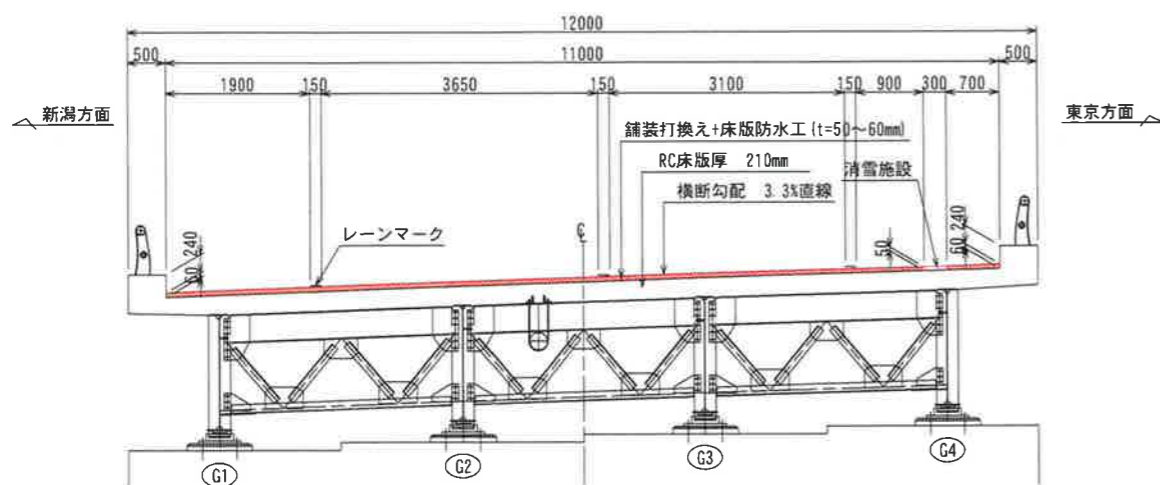 12000
500 11000 500
1900 150 3650 150 3100 150 900 300 700
新潟方面
東京方面
舗装打換え+床版防水工(t=50～60mm)
RC床版厚 210mm
消雪施設
横断勾配 3.3%直線
レーンマーク
℄
240
50
50
240
60
G1
G2
G3
G4